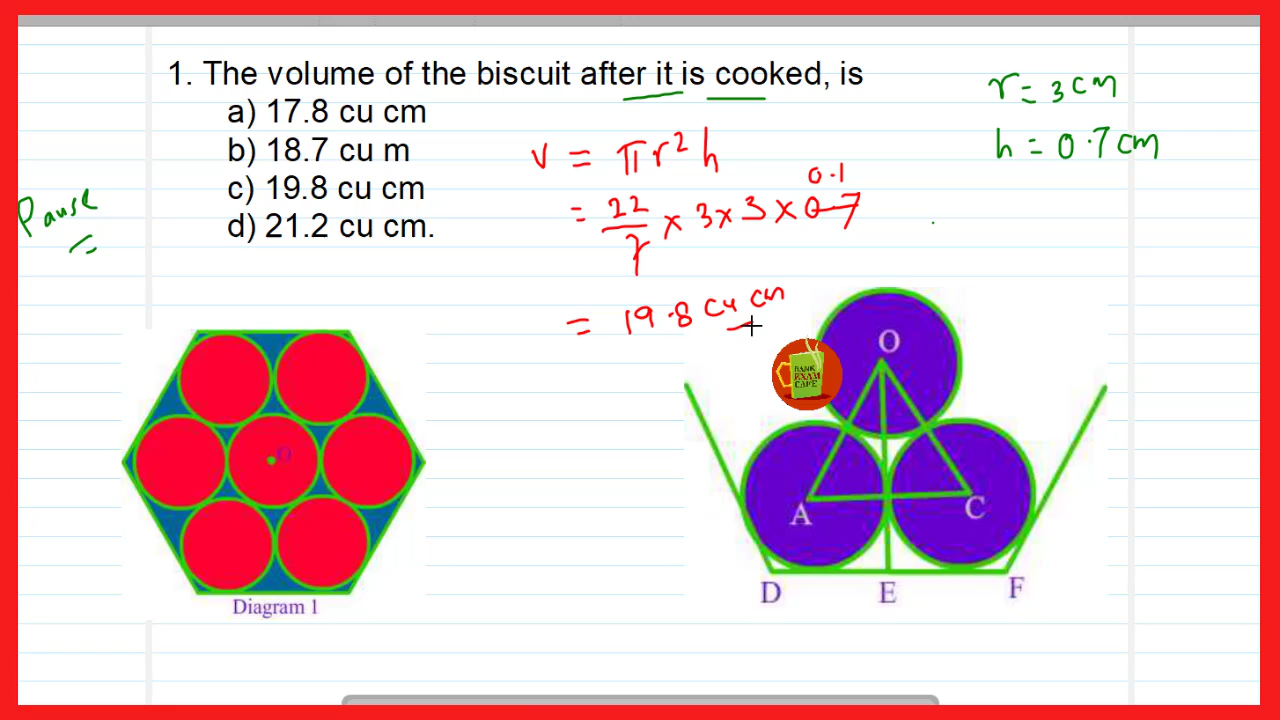 1. The volume of the biscuit after it is cooked, is
a) 17.8 cu cm
b) 18.7 cu m
c) 19.8 cu cm
d) 21.2 cu cm.
Pause
r = 3 cm
h = 0.7 cm
V = πr² h
0.1
= 22/7 × 3 × 3 × 0.7
= 19.8 cu cm
O
Diagram 1
O
BANK
EXAM
CAFE
A
C
D E F